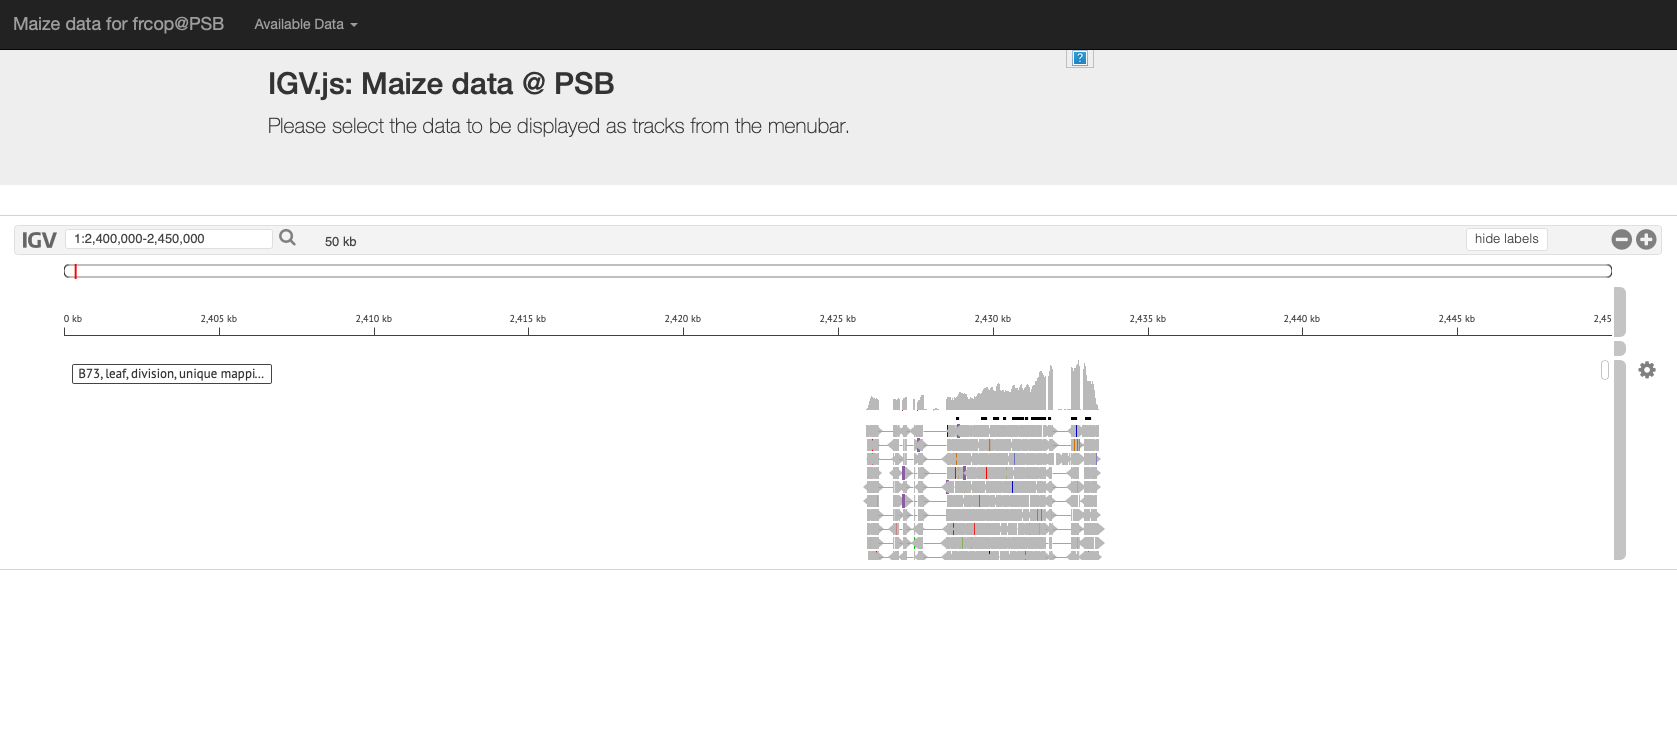 Maize data for frcop@PSB Available Data
?
IGV.js: Maize data @ PSB
Please select the data to be displayed as tracks from the menubar.
IGV 1:2,400,000-2,450,000 50 kb hide labels
0 kb 2,405 kb 2,410 kb 2,415 kb 2,420 kb 2,425 kb 2,430 kb 2,435 kb 2,440 kb 2,445 kb 2,45
B73, leaf, division, unique mappi...